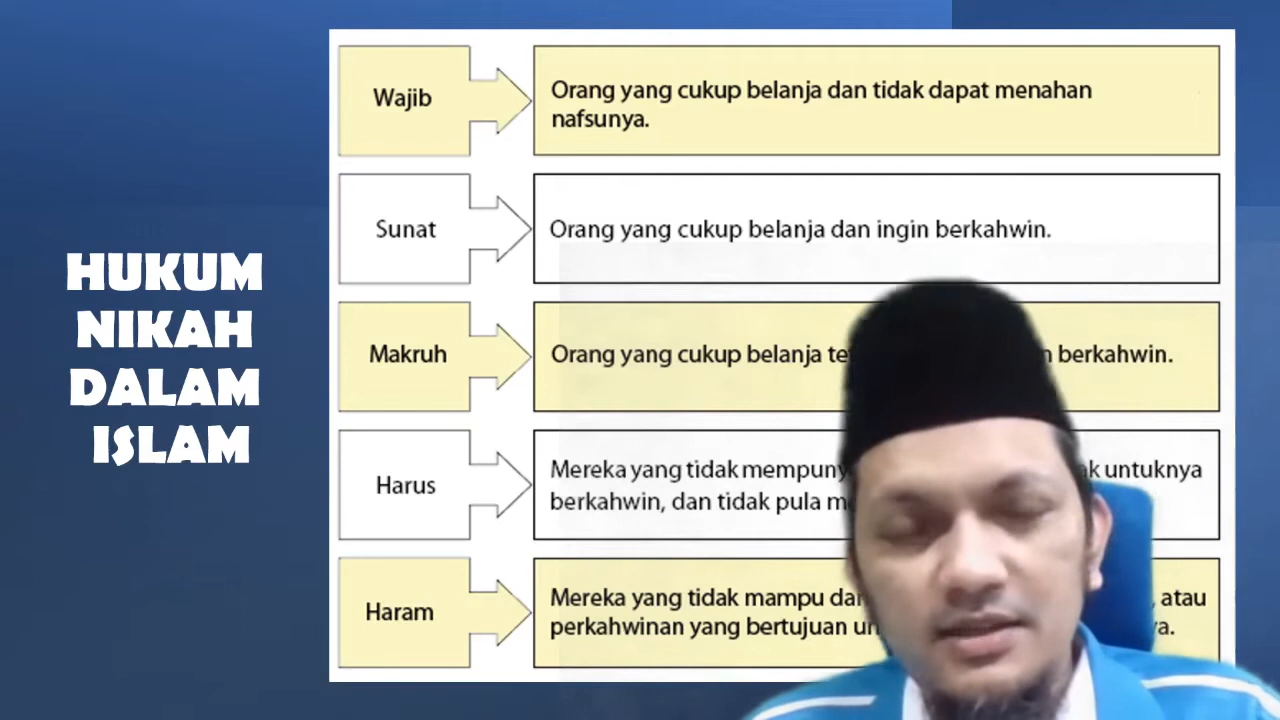 HUKUM
NIKAH
DALAM
ISLAM
Wajib
Orang yang cukup belanja dan tidak dapat menahan
nafsunya.
Sunat
Orang yang cukup belanja dan ingin berkahwin.
Makruh
Orang yang cukup belanja berkahwin.
Harus
Mereka yang tidak untuknya
berkahwin, dan tidak pula
Haram
Mereka yang tidak mampu atau
perkahwinan yang bertujuan